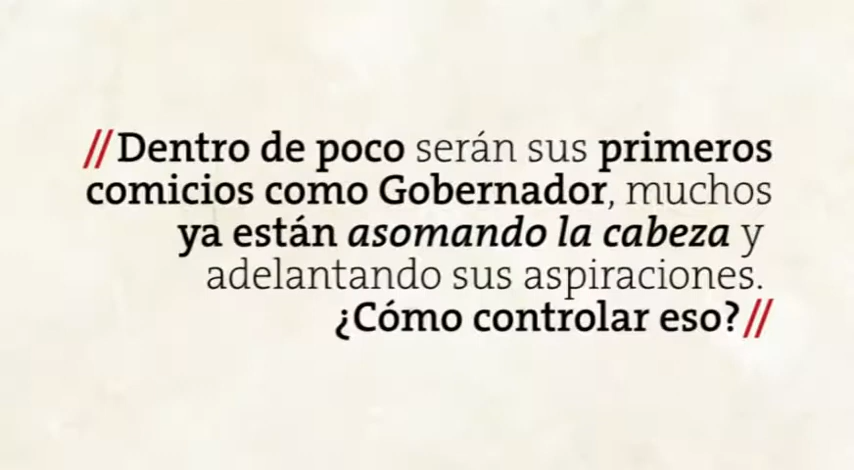 //Dentro de poco serán sus primeros
comicios como Gobernador, muchos
ya están asomando la cabeza y
adelantando sus aspiraciones.
¿Cómo controlar eso?//